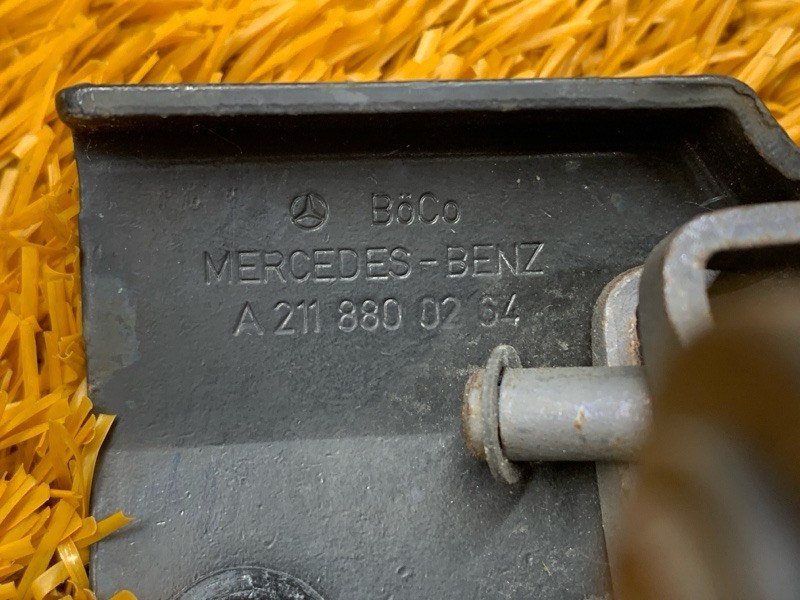 BöCo
MERCEDES-BENZ
A 211 880 02 64